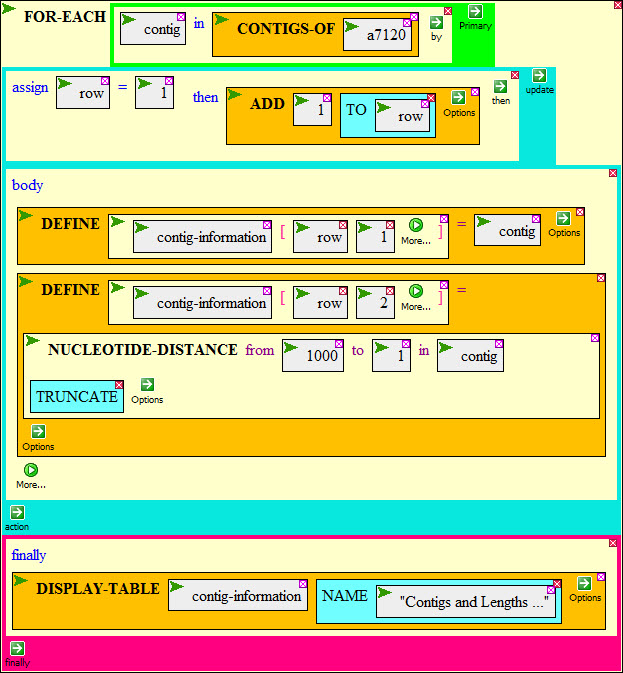 FOR-EACH contig in CONTIGS-OF a7120 by Primary
assign row = 1 then ADD 1 TO row Options then update
body
DEFINE contig-information [ row 1 More... ] = contig Options
DEFINE contig-information [ row 2 More... ] =
NUCLEOTIDE-DISTANCE from 1000 to 1 in contig
TRUNCATE Options
Options
More...
action
finally
DISPLAY-TABLE contig-information NAME "Contigs and Lengths ..." Options
finally